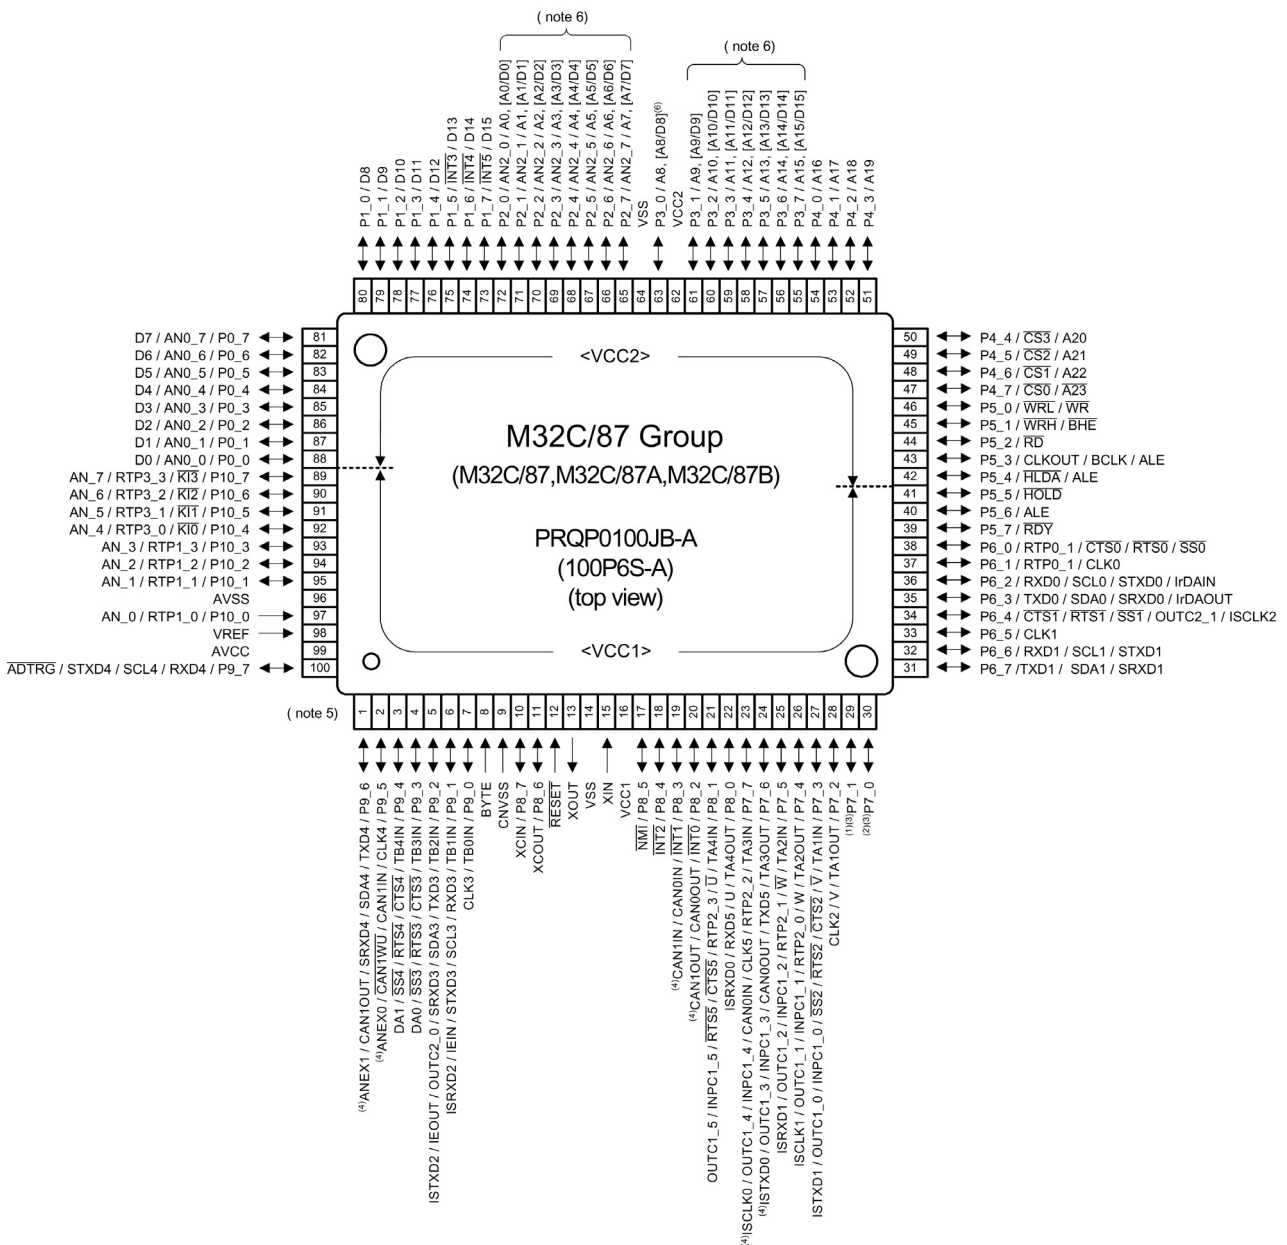 ( note 6)
( note 6)
P1_0 / D8
P1_1 / D9
P1_2 / D10
P1_3 / D11
P1_4 / D12
P1_5 / INT3 / D13
P1_6 / INT4 / D14
P1_7 / INT5 / D15
P2_0 / AN2_0 / A0, [A0/D0]
P2_1 / AN2_1 / A1, [A1/D1]
P2_2 / AN2_2 / A2, [A2/D2]
P2_3 / AN2_3 / A3, [A3/D3]
P2_4 / AN2_4 / A4, [A4/D4]
P2_5 / AN2_5 / A5, [A5/D5]
P2_6 / AN2_6 / A6, [A6/D6]
P2_7 / AN2_7 / A7, [A7/D7]
VSS
P3_0 / A8, [A8/D8](6)
VCC2
P3_1 / A9, [A9/D9]
P3_2 / A10, [A10/D10]
P3_3 / A11, [A11/D11]
P3_4 / A12, [A12/D12]
P3_5 / A13, [A13/D13]
P3_6 / A14, [A14/D14]
P3_7 / A15, [A15/D15]
P4_0 / A16
P4_1 / A17
P4_2 / A18
P4_3 / A19
80 79 78 77 76 75 74 73 72 71 70 69 68 67 66 65 64 63 62 61 60 59 58 57 56 55 54 53 52 51
D7 / AN0_7 / P0_7 81
D6 / AN0_6 / P0_6 82
D5 / AN0_5 / P0_5 83
D4 / AN0_4 / P0_4 84
D3 / AN0_3 / P0_3 85
D2 / AN0_2 / P0_2 86
D1 / AN0_1 / P0_1 87
D0 / AN0_0 / P0_0 88
AN_7 / RTP3_3 / KI3 / P10_7 89
AN_6 / RTP3_2 / KI2 / P10_6 90
AN_5 / RTP3_1 / KI1 / P10_5 91
AN_4 / RTP3_0 / KI0 / P10_4 92
AN_3 / RTP1_3 / P10_3 93
AN_2 / RTP1_2 / P10_2 94
AN_1 / RTP1_1 / P10_1 95
AVSS 96
AN_0 / RTP1_0 / P10_0 97
VREF 98
AVCC 99
ADTRG / STXD4 / SCL4 / RXD4 / P9_7 100
<VCC2>
M32C/87 Group
(M32C/87,M32C/87A,M32C/87B)
PRQP0100JB-A
(100P6S-A)
(top view)
<VCC1>
50 P4_4 / CS3 / A20
49 P4_5 / CS2 / A21
48 P4_6 / CS1 / A22
47 P4_7 / CS0 / A23
46 P5_0 / WRL / WR
45 P5_1 / WRH / BHE
44 P5_2 / RD
43 P5_3 / CLKOUT / BCLK / ALE
42 P5_4 / HLDA / ALE
41 P5_5 / HOLD
40 P5_6 / ALE
39 P5_7 / RDY
38 P6_0 / RTP0_1 / CTS0 / RTS0 / SS0
37 P6_1 / RTP0_1 / CLK0
36 P6_2 / RXD0 / SCL0 / STXD0 / IrDAIN
35 P6_3 / TXD0 / SDA0 / SRXD0 / IrDAOUT
34 P6_4 / CTS1 / RTS1 / SS1 / OUTC2_1 / ISCLK2
33 P6_5 / CLK1
32 P6_6 / RXD1 / SCL1 / STXD1
31 P6_7 /TXD1 / SDA1 / SRXD1
( note 5)
1 2 3 4 5 6 7 8 9 10 11 12 13 14 15 16 17 18 19 20 21 22 23 24 25 26 27 28 29 30
(4)ANEX1 / CAN1OUT / SRXD4 / SDA4 / TXD4 / P9_6
(4)ANEX0 / CAN1WU / CAN1IN / CLK4 / P9_5
DA1 / SS4 / RTS4 / CTS4 / TB4IN / P9_4
DA0 / SS3 / RTS3 / CTS3 / TB3IN / P9_3
ISTXD2 / IEOUT / OUTC2_0 / SRXD3 / SDA3 / TXD3 / TB2IN / P9_2
ISRXD2 / IEIN / STXD3 / SCL3 / RXD3 / TB1IN / P9_1
CLK3 / TB0IN / P9_0
BYTE
CNVSS
XCIN / P8_7
XCOUT / P8_6
RESET
XOUT
VSS
XIN
VCC1
NMI / P8_5
INT2 / P8_4
(4)CAN1IN / CAN0IN / INT1 / P8_3
(4)CAN1OUT / CAN0OUT / INT0 / P8_2
OUTC1_5 / INPC1_5 / RTS5 / CTS5 / RTP2_3 / U / TA4IN / P8_1
ISRXD0 / RXD5 / U / TA4OUT / P8_0
(4)ISCLK0 / OUTC1_4 / INPC1_4 / CAN0IN / CLK5 / RTP2_2 / TA3IN / P7_7
(4)ISTXD0 / OUTC1_3 / INPC1_3 / CAN0OUT / TXD5 / TA3OUT / P7_6
ISRXD1 / OUTC1_2 / INPC1_2 / RTP2_1 / W / TA2IN / P7_5
ISCLK1 / OUTC1_1 / INPC1_1 / RTP2_0 / W / TA2OUT / P7_4
ISTXD1 / OUTC1_0 / INPC1_0 / SS2 / RTS2 / CTS2 / V / TA1IN / P7_3
CLK2 / V / TA1OUT / P7_2
(1)(3)P7_1
(2)(3)P7_0